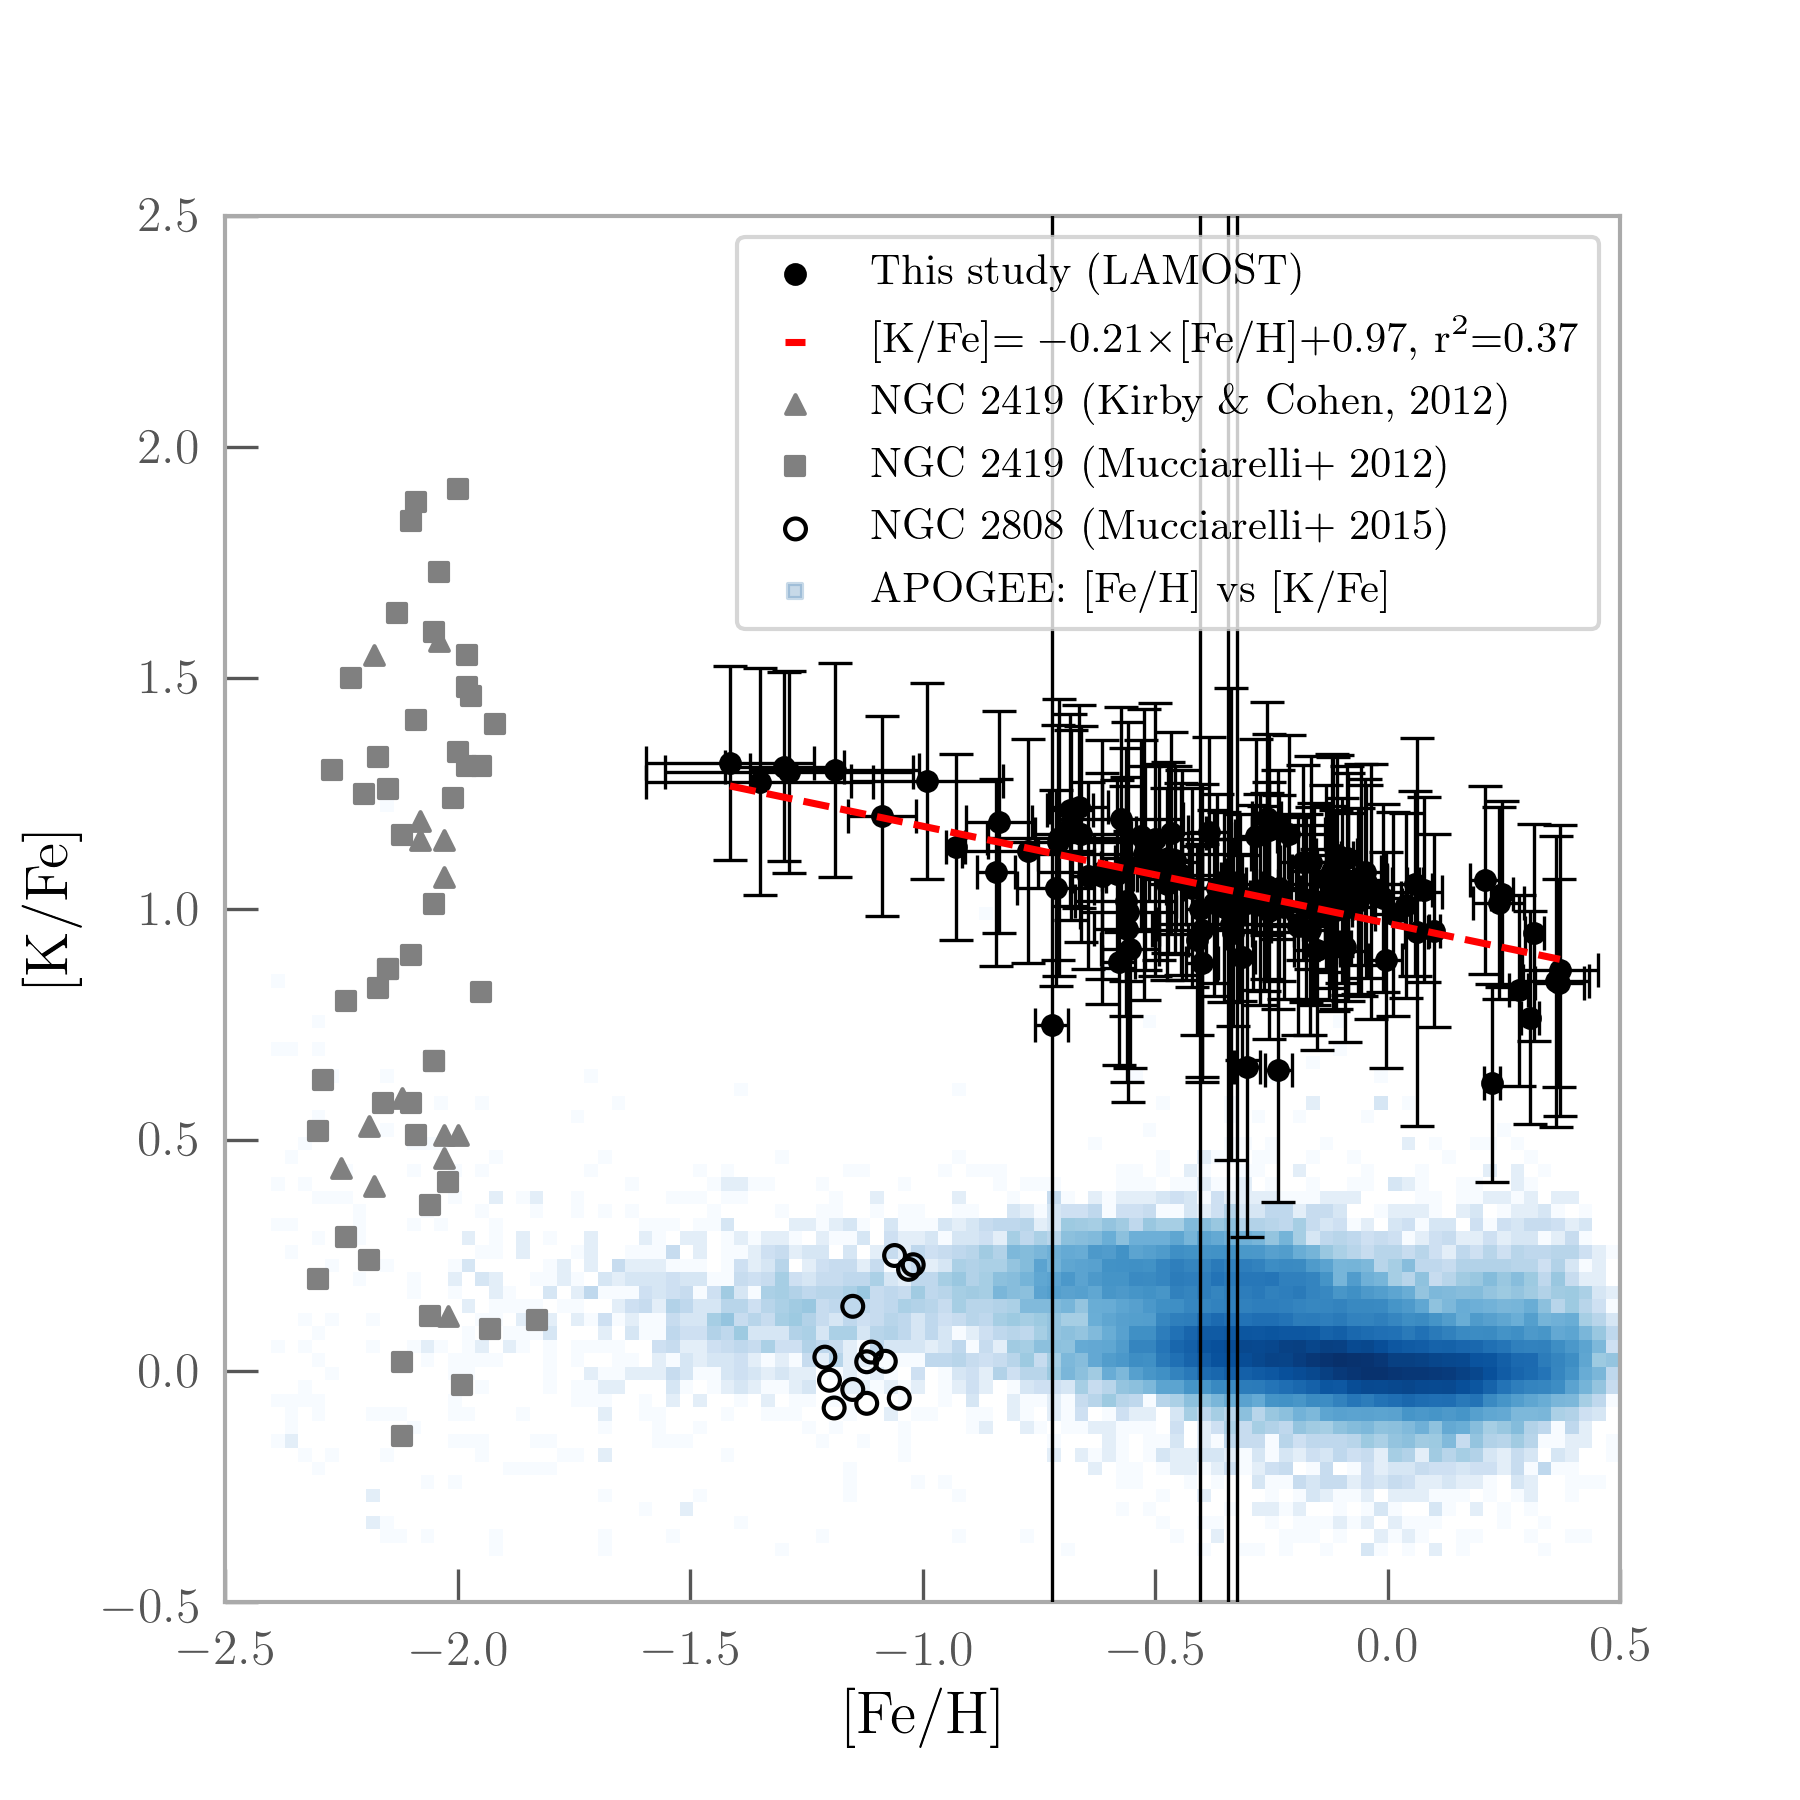 2.5
2.0
1.5
1.0
0.5
0.0
−0.5
[K/Fe]
This study (LAMOST)
[K/Fe]= −0.21×[Fe/H]+0.97, r²=0.37
NGC 2419 (Kirby & Cohen, 2012)
NGC 2419 (Mucciarelli+ 2012)
NGC 2808 (Mucciarelli+ 2015)
APOGEE: [Fe/H] vs [K/Fe]
−2.5 −2.0 −1.5 −1.0 −0.5 0.0 0.5
[Fe/H]